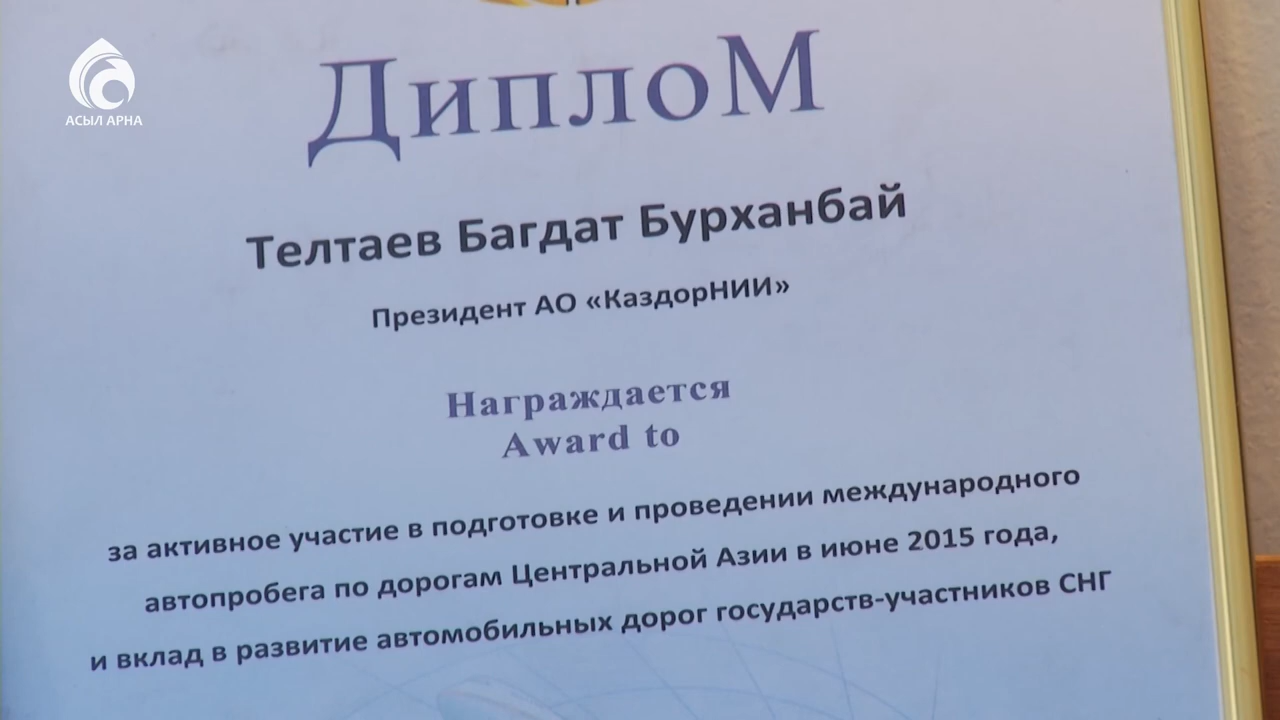 АСЫЛ АРНА
ДиплоМ
Телтаев Багдат Бурханбай
Президент АО «КаздорНИИ»
Награждается
Award to
за активное участие в подготовке и проведении международного
автопробега по дорогам Центральной Азии в июне 2015 года,
и вклад в развитие автомобильных дорог государств-участников СНГ